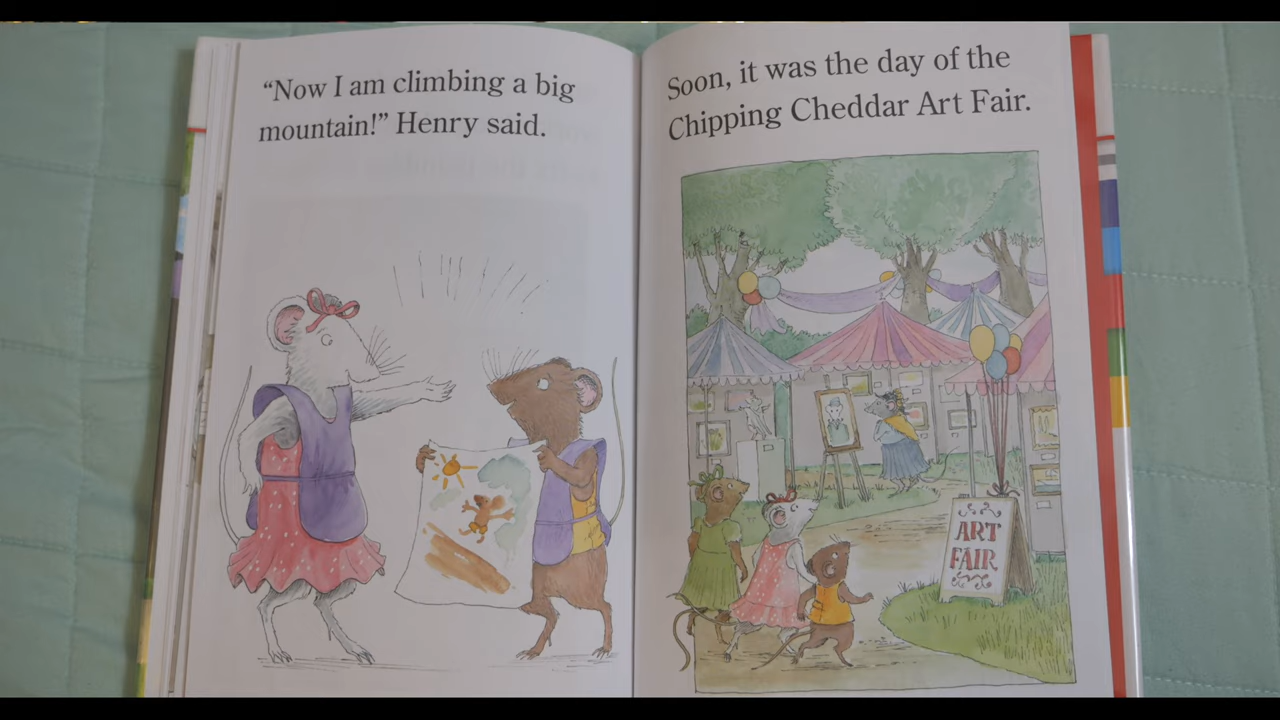 “Now I am climbing a big
mountain!” Henry said.
Soon, it was the day of the
Chipping Cheddar Art Fair.
ART
FAIR